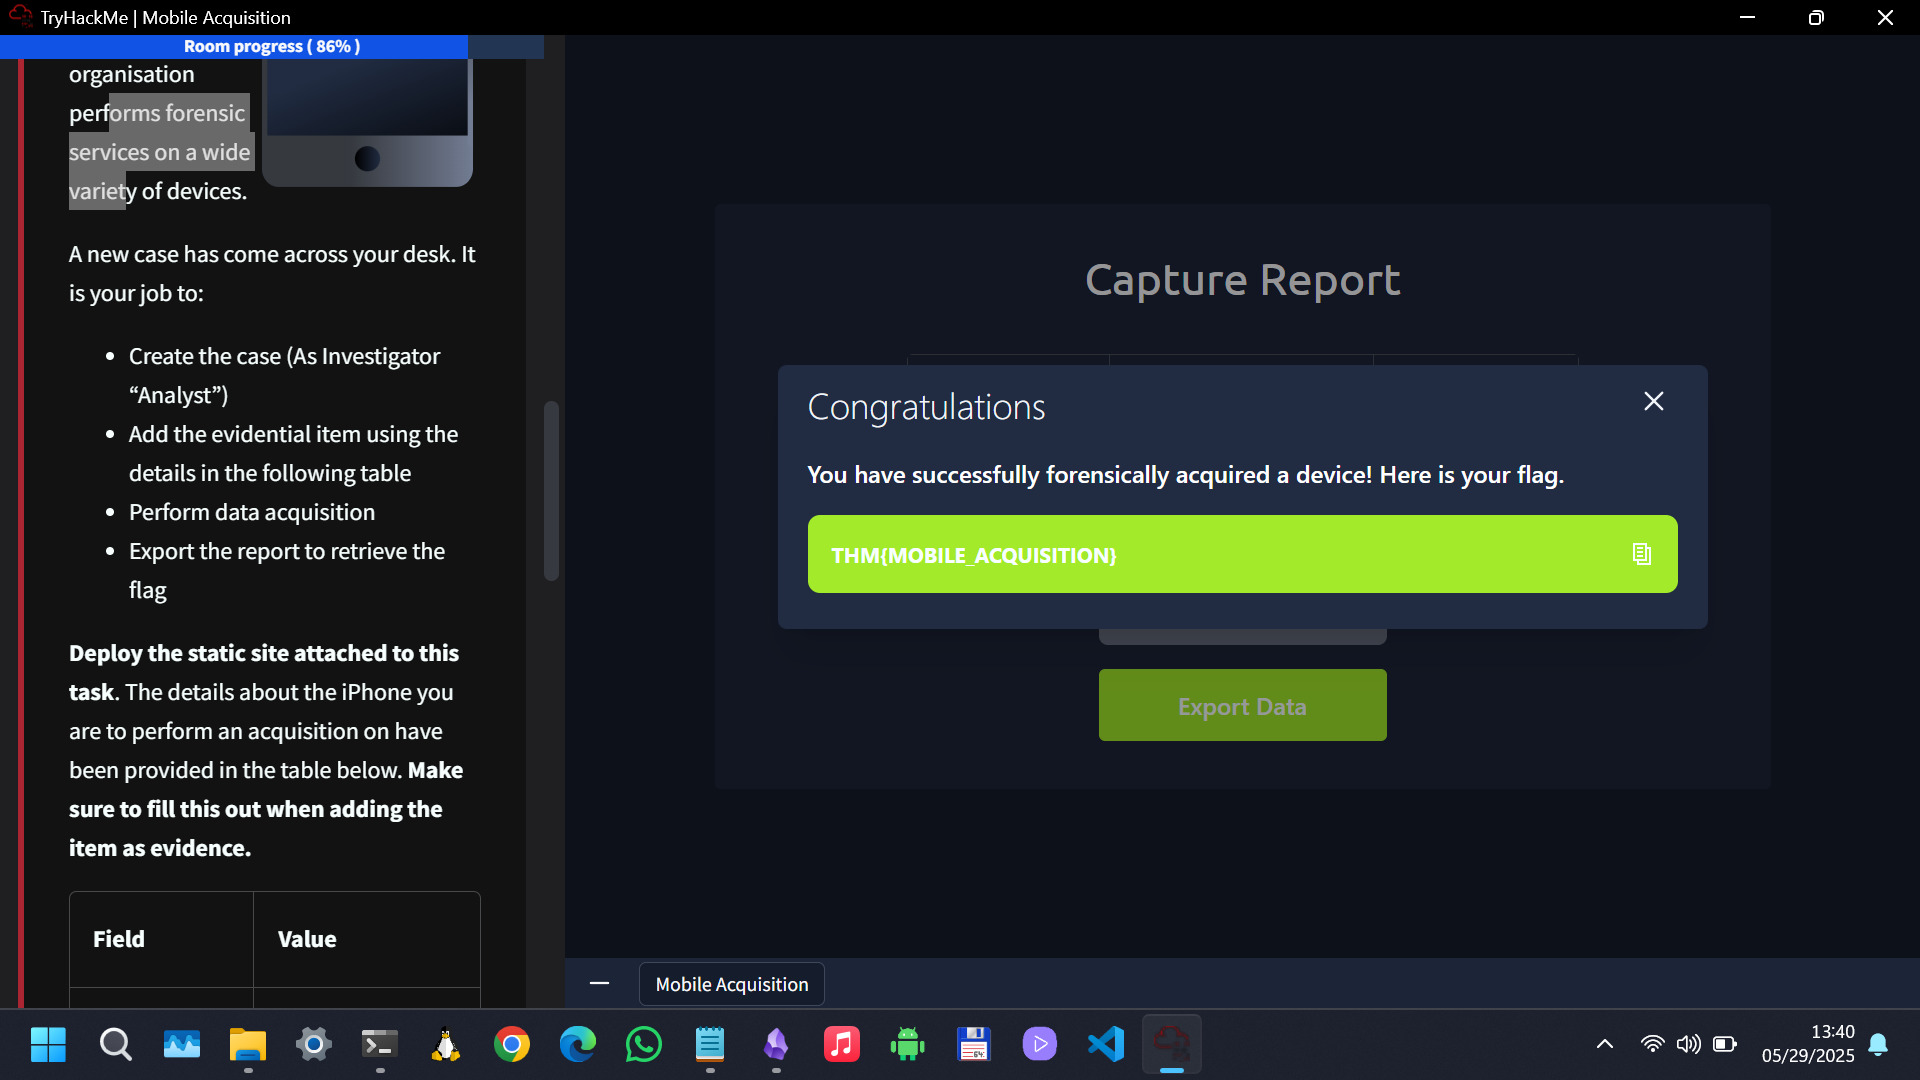 TryHackMe | Mobile Acquisition
Room progress ( 86% )
organisation
performs forensic
services on a wide
variety of devices.
A new case has come across your desk. It
is your job to:
• Create the case (As Investigator
“Analyst”)
• Add the evidential item using the
details in the following table
• Perform data acquisition
• Export the report to retrieve the
flag
Deploy the static site attached to this
task. The details about the iPhone you
are to perform an acquisition on have
been provided in the table below. Make
sure to fill this out when adding the
item as evidence.
Field Value
Capture Report
Congratulations
You have successfully forensically acquired a device! Here is your flag.
THM{MOBILE_ACQUISITION}
Export Data
Mobile Acquisition
13:40
05/29/2025